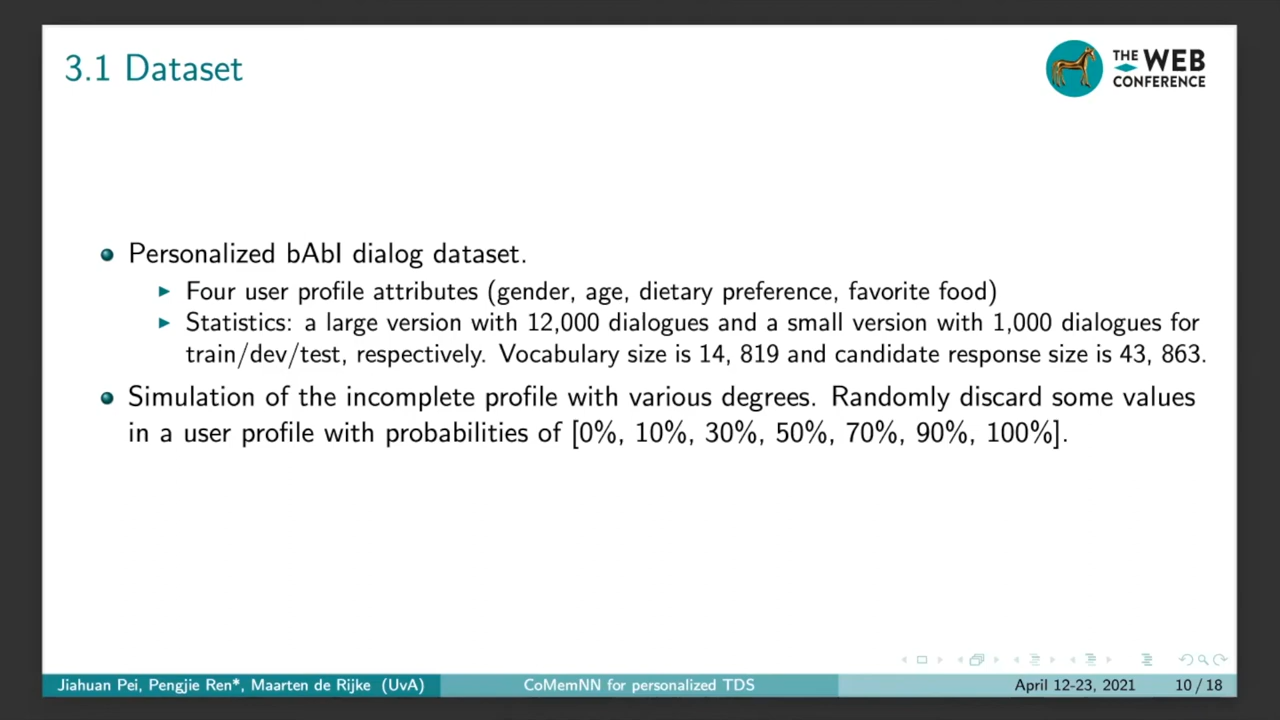 3.1 Dataset
THE WEB
CONFERENCE
Personalized bAbI dialog dataset.
Four user profile attributes (gender, age, dietary preference, favorite food)
Statistics: a large version with 12,000 dialogues and a small version with 1,000 dialogues for
train/dev/test, respectively. Vocabulary size is 14, 819 and candidate response size is 43, 863.
Simulation of the incomplete profile with various degrees. Randomly discard some values
in a user profile with probabilities of [0%, 10%, 30%, 50%, 70%, 90%, 100%].
Jiahuan Pei, Pengjie Ren*, Maarten de Rijke (UvA)
CoMemNN for personalized TDS
April 12-23, 2021
10 / 18